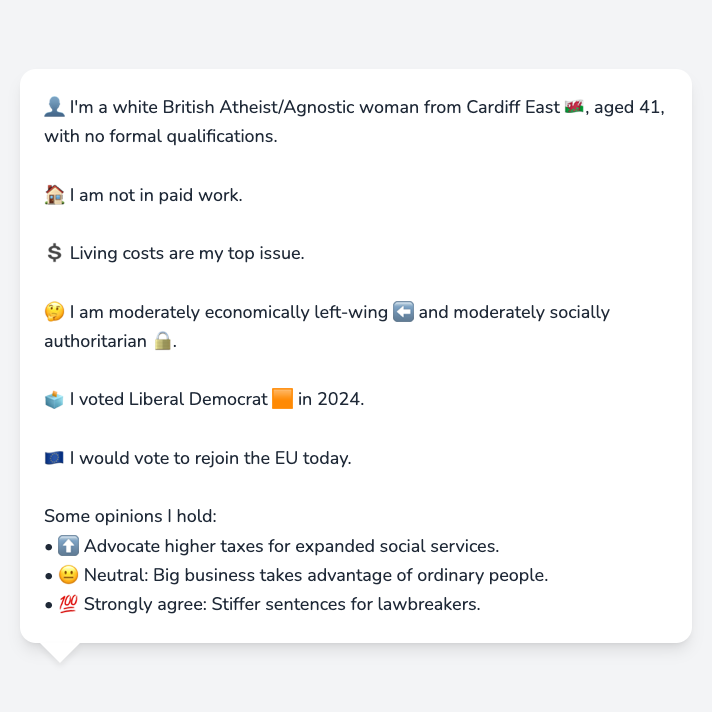 👤 I'm a white British Atheist/Agnostic woman from Cardiff East 🏴󠁧󠁢󠁷󠁬󠁳󠁿, aged 41,
with no formal qualifications.
🏠 I am not in paid work.
💲 Living costs are my top issue.
🤔 I am moderately economically left-wing ⬅️ and moderately socially
authoritarian 🔒.
🗳️ I voted Liberal Democrat 🟧 in 2024.
🇪🇺 I would vote to rejoin the EU today.
Some opinions I hold:
• ⬆️ Advocate higher taxes for expanded social services.
• 😐 Neutral: Big business takes advantage of ordinary people.
• 💯 Strongly agree: Stiffer sentences for lawbreakers.